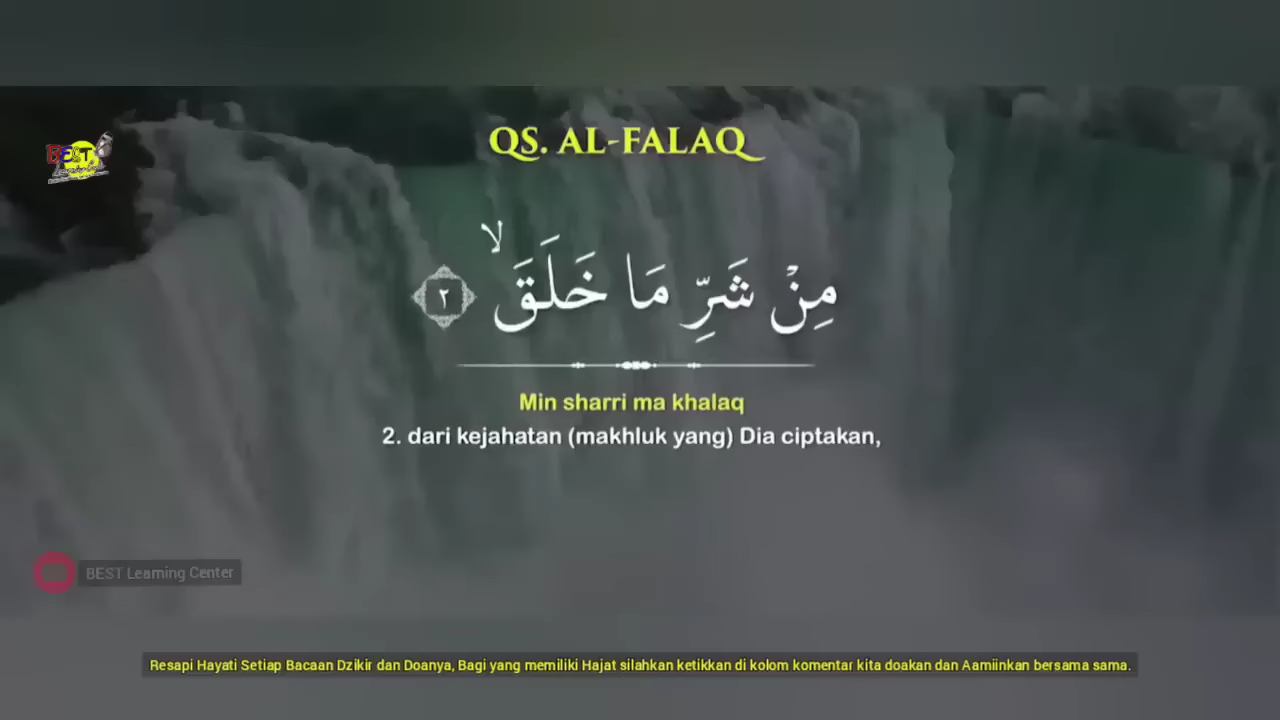 BEST
QS. AL-FALAQ
مِنْ شَرِّ مَا خَلَقَ ۙ ٢
Min sharri ma khalaq
2. dari kejahatan (makhluk yang) Dia ciptakan,
BEST Learning Center
Resapi Hayati Setiap Bacaan Dzikir dan Doanya, Bagi yang memiliki Hajat silahkan ketikkan di kolom komentar kita doakan dan Aamiinkan bersama sama.